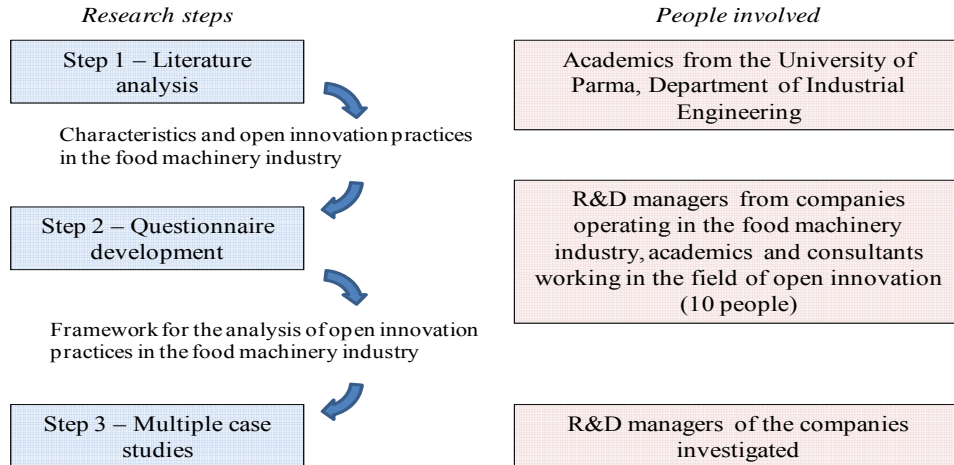 Research steps
People involved
Step 1 – Literature
analysis
Academics from the University of
Parma, Department of Industrial
Engineering
Characteristics and open innovation practices
in the food machinery industry
Step 2 – Questionnaire
development
R&D managers from companies
operating in the food machinery
industry, academics and consultants
working in the field of open innovation
(10 people)
Framework for the analysis of open innovation
practices in the food machinery industry
Step 3 – Multiple case
studies
R&D managers of the companies
investigated